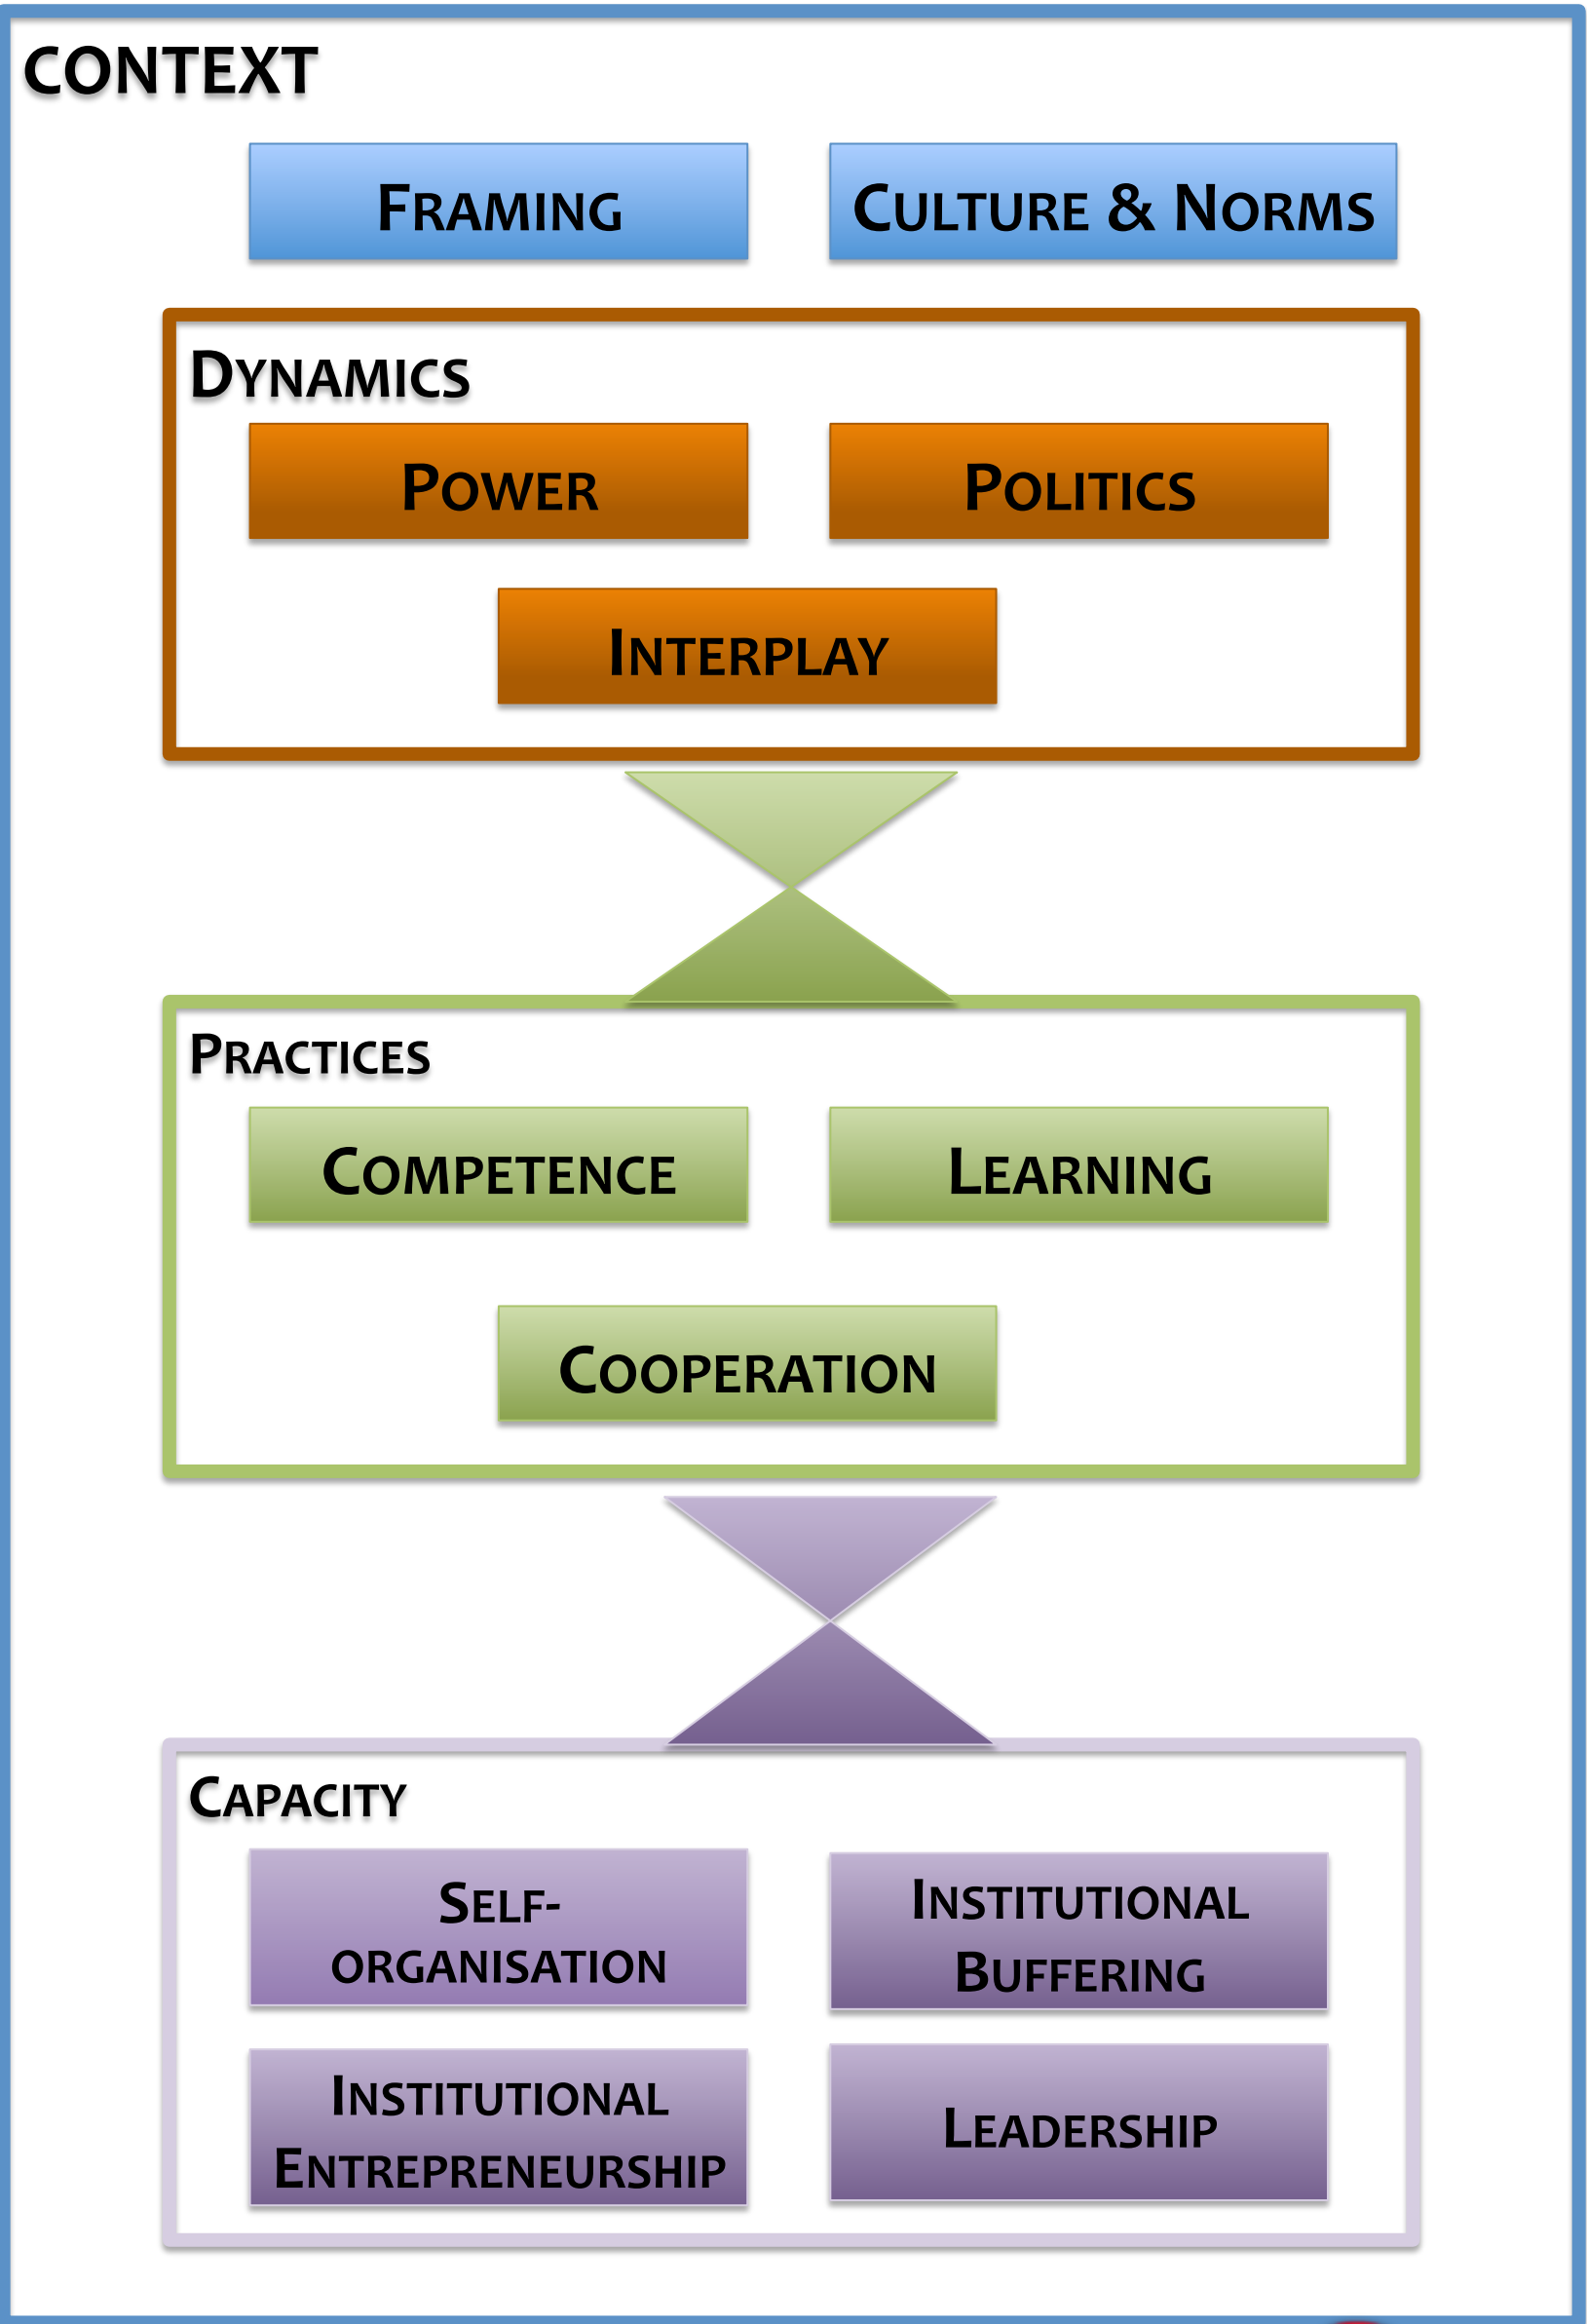 CONTEXT
FRAMING
CULTURE & NORMS
DYNAMICS
POWER
POLITICS
INTERPLAY
PRACTICES
COMPETENCE
LEARNING
COOPERATION
CAPACITY
SELF-
ORGANISATION
INSTITUTIONAL
BUFFERING
INSTITUTIONAL
ENTREPRENEURSHIP
LEADERSHIP